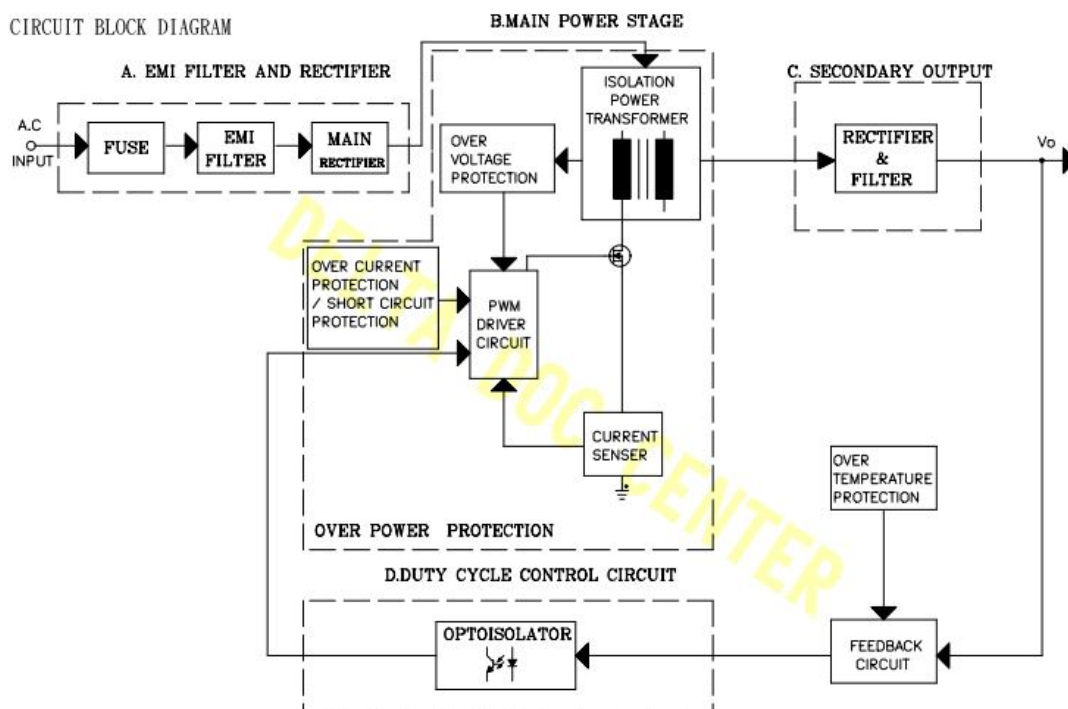 CIRCUIT BLOCK DIAGRAM
B.MAIN POWER STAGE
A. EMI FILTER AND RECTIFIER
C. SECONDARY OUTPUT
A.C
INPUT
FUSE
EMI
FILTER
MAIN
RECTIFIER
OVER
VOLTAGE
PROTECTION
ISOLATION
POWER
TRANSFORMER
RECTIFIER
&
FILTER
Vo
OVER CURRENT
PROTECTION
/ SHORT CIRCUIT
PROTECTION
PWM
DRIVER
CIRCUIT
CURRENT
SENSER
OVER POWER PROTECTION
OVER
TEMPERATURE
PROTECTION
D.DUTY CYCLE CONTROL CIRCUIT
OPTOISOLATOR
FEEDBACK
CIRCUIT
DELTA DOC CENTER